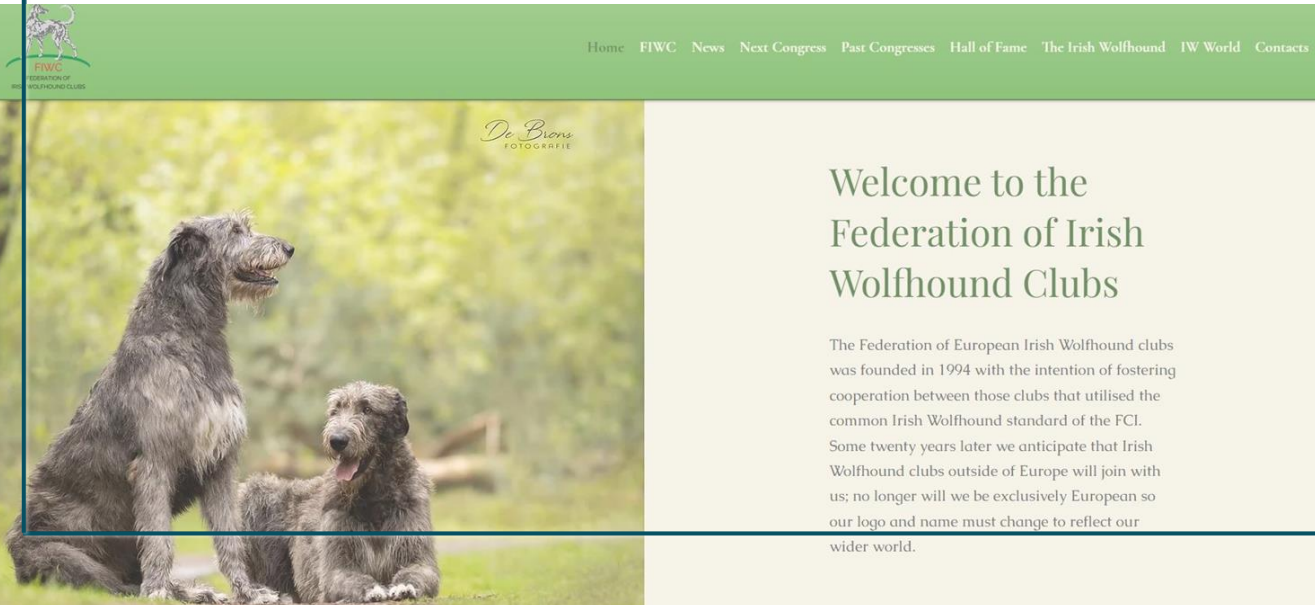 FIWC
FEDERATION OF
IRISH WOLFHOUND CLUBS
Home FIWC News Next Congress Past Congresses Hall of Fame The Irish Wolfhound IW World Contacts
De Brons
FOTOGRAFIE
Welcome to the
Federation of Irish
Wolfhound Clubs
The Federation of European Irish Wolfhound clubs
was founded in 1994 with the intention of fostering
cooperation between those clubs that utilised the
common Irish Wolfhound standard of the FCI.
Some twenty years later we anticipate that Irish
Wolfhound clubs outside of Europe will join with
us; no longer will we be exclusively European so
our logo and name must change to reflect our
wider world.